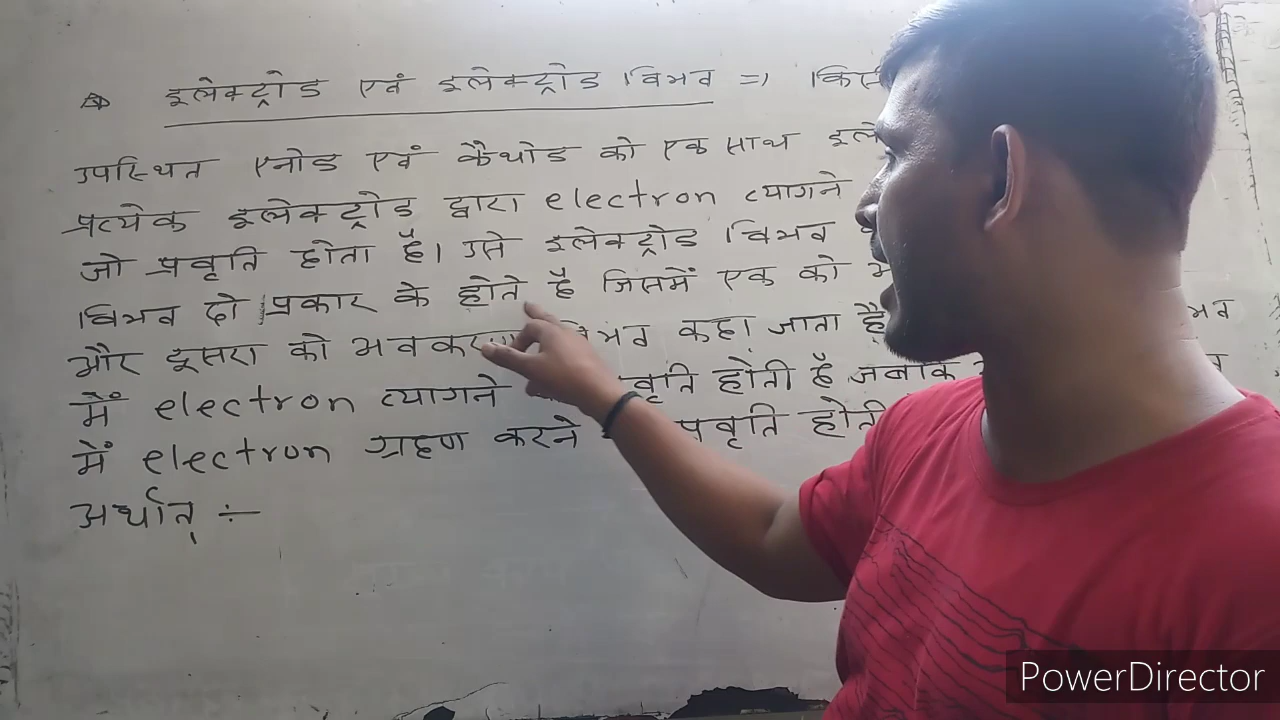 इलेक्ट्रोड एवं इलेक्ट्रोड विभव =>
उपस्थित एनोड एवं कैथोड को एक साथ
प्रत्येक इलेक्ट्रोड द्वारा electron त्यागने
जो प्रवृति होता है। उसे इलेक्ट्रोड विभव
विभव दो प्रकार के होते है जिसमें एक को
और दूसरा को अवकरण विभव कहा जाता है
में electron त्यागने प्रवृति होती है जबकि
में electron ग्रहण करने प्रवृति होती
अर्थात् ÷
PowerDirector